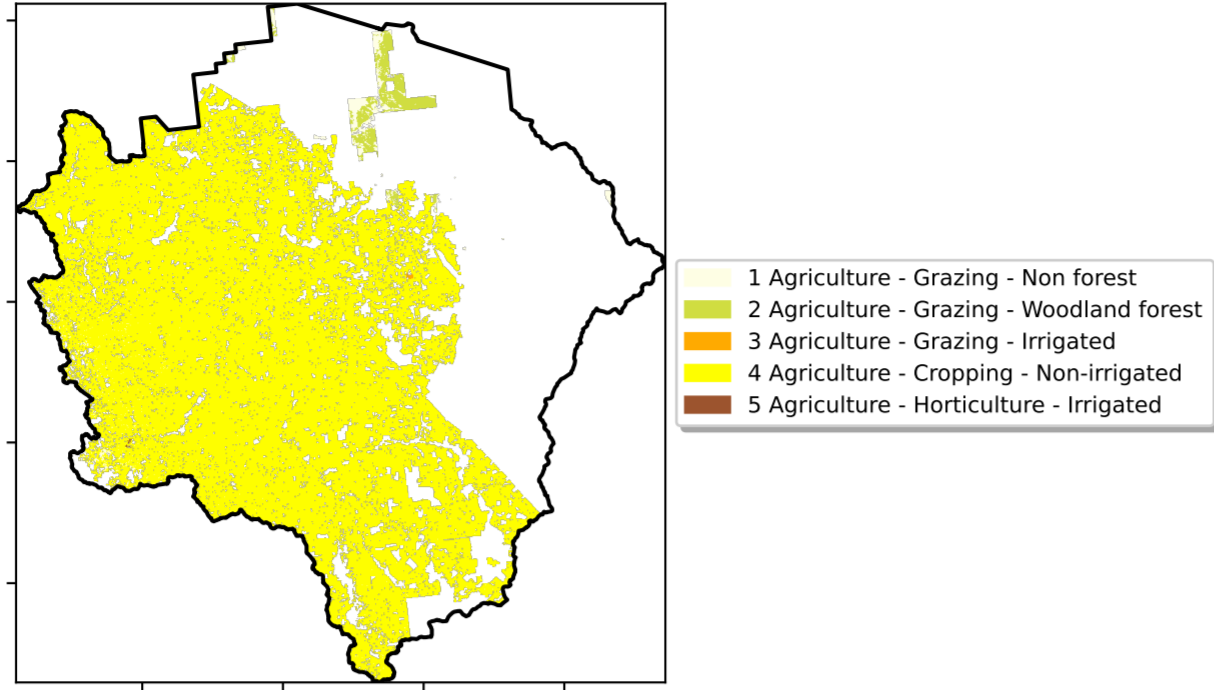 1 Agriculture - Grazing - Non forest
2 Agriculture - Grazing - Woodland forest
3 Agriculture - Grazing - Irrigated
4 Agriculture - Cropping - Non-irrigated
5 Agriculture - Horticulture - Irrigated